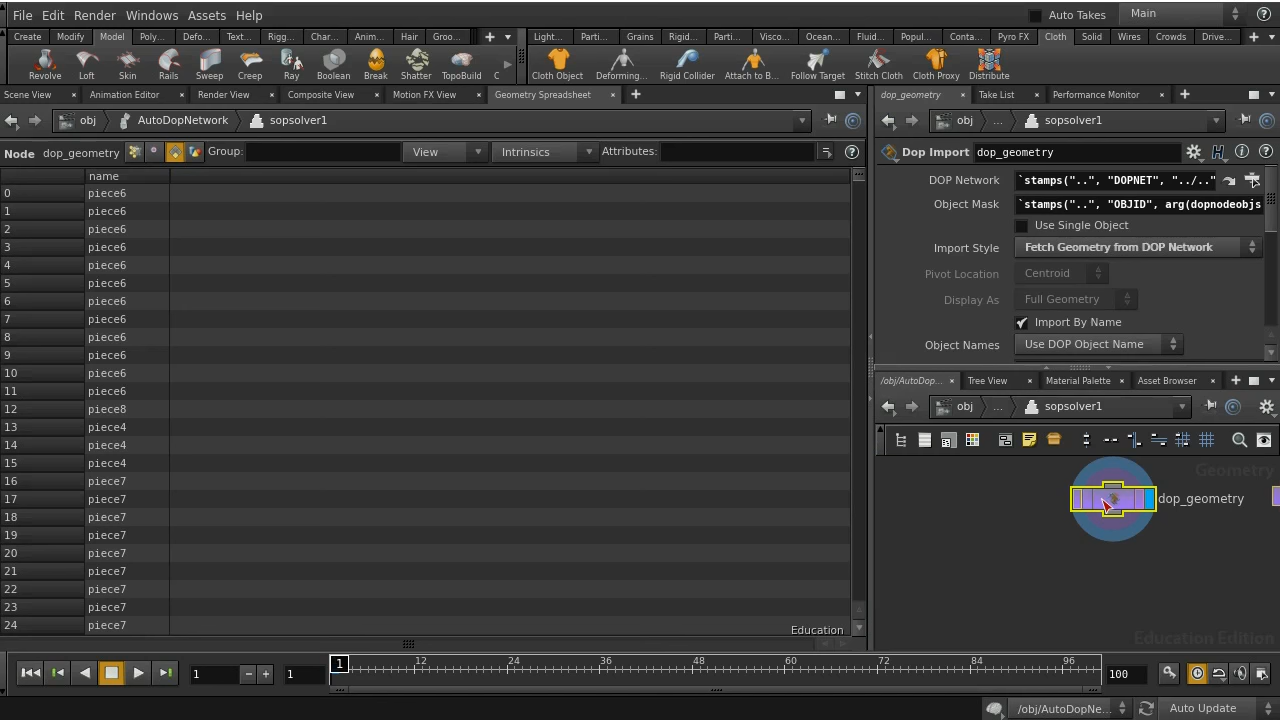 File Edit Render Windows Assets Help Auto Takes Main
Create Modify Model Poly... Defo... Text... Rigg... Char... Anim... Hair Groo... Light... Parti... Grains Rigid... Parti... Visco... Ocean... Fluid... Popul... Conta... Pyro FX Cloth Solid Wires Crowds Drive...
Revolve Loft Skin Rails Sweep Creep Ray Boolean Break Shatter TopoBuild C Cloth Object Deforming... Rigid Collider Attach to B... Follow Target Stitch Cloth Cloth Proxy Distribute
Scene View Animation Editor Render View Composite View Motion FX View Geometry Spreadsheet dop_geometry Take List Performance Monitor
obj AutoDopNetwork sopsolver1 obj ... sopsolver1
Node dop_geometry Group: View Intrinsics Attributes: Dop Import dop_geometry
name
0 piece6
1 piece6
2 piece6
3 piece6
4 piece6
5 piece6
6 piece6
7 piece6
8 piece6
9 piece6
10 piece6
11 piece6
12 piece8
13 piece4
14 piece4
15 piece4
16 piece7
17 piece7
18 piece7
19 piece7
20 piece7
21 piece7
22 piece7
23 piece7
24 piece7
Education
DOP Network `stamps("..", "DOPNET", "../.."
Object Mask `stamps("..", "OBJID", arg(dopnodeobjs
Use Single Object
Import Style Fetch Geometry from DOP Network
Pivot Location Centroid
Display As Full Geometry
Import By Name
Object Names Use DOP Object Name
/obj/AutoDop... Tree View Material Palette Asset Browser
obj ... sopsolver1
Geometry
dop_geometry
Education Edition
1 1 1 12 24 36 48 60 72 84 96 100
/obj/AutoDopNe... Auto Update